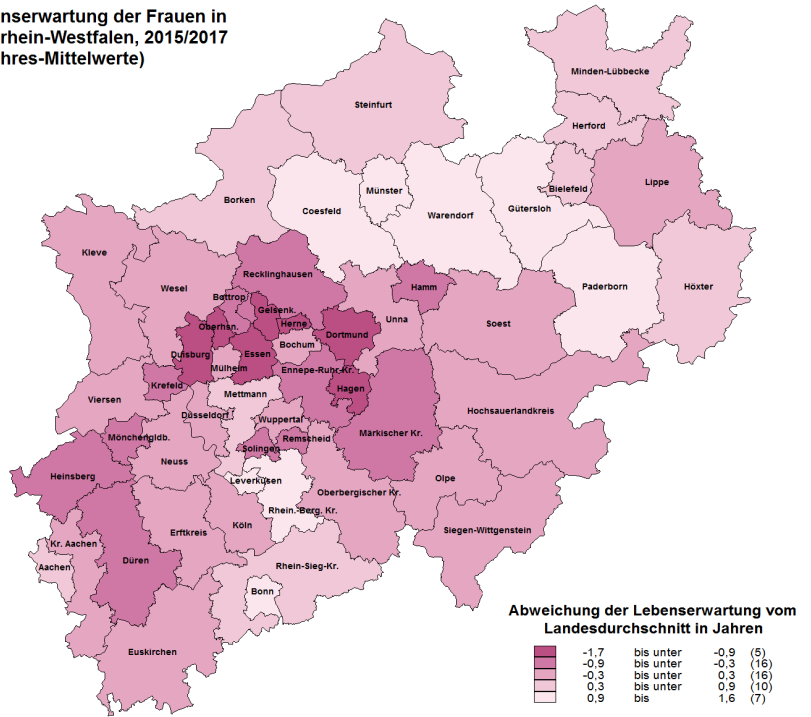 nserwartung der Frauen in
rhein-Westfalen, 2015/2017
hres-Mittelwerte)
Minden-Lübbecke
Steinfurt
Herford
Bielefeld
Lippe
Borken
Münster
Coesfeld
Warendorf
Gütersloh
Kleve
Wesel
Recklinghausen
Hamm
Paderborn
Höxter
Bottrop
Gelsenk.
Oberhsn.
Herne
Dortmund
Unna
Soest
Duisburg
Essen
Bochum
Mülheim
Ennepe-Ruhr-Kr.
Krefeld
Mettmann
Hagen
Viersen
Düsseldorf
Wuppertal
Hochsauerlandkreis
Mönchengldb.
Solingen
Remscheid
Märkischer Kr.
Neuss
Heinsberg
Leverkusen
Oberbergischer Kr.
Olpe
Rhein.-Berg. Kr.
Erftkreis
Köln
Siegen-Wittgenstein
Kr. Aachen
Aachen
Düren
Rhein-Sieg-Kr.
Bonn
Euskirchen
Abweichung der Lebenserwartung vom
Landesdurchschnitt in Jahren
-1,7 bis unter -0,9 (5)
-0,9 bis unter -0,3 (16)
-0,3 bis unter 0,3 (16)
0,3 bis unter 0,9 (10)
0,9 bis 1,6 (7)